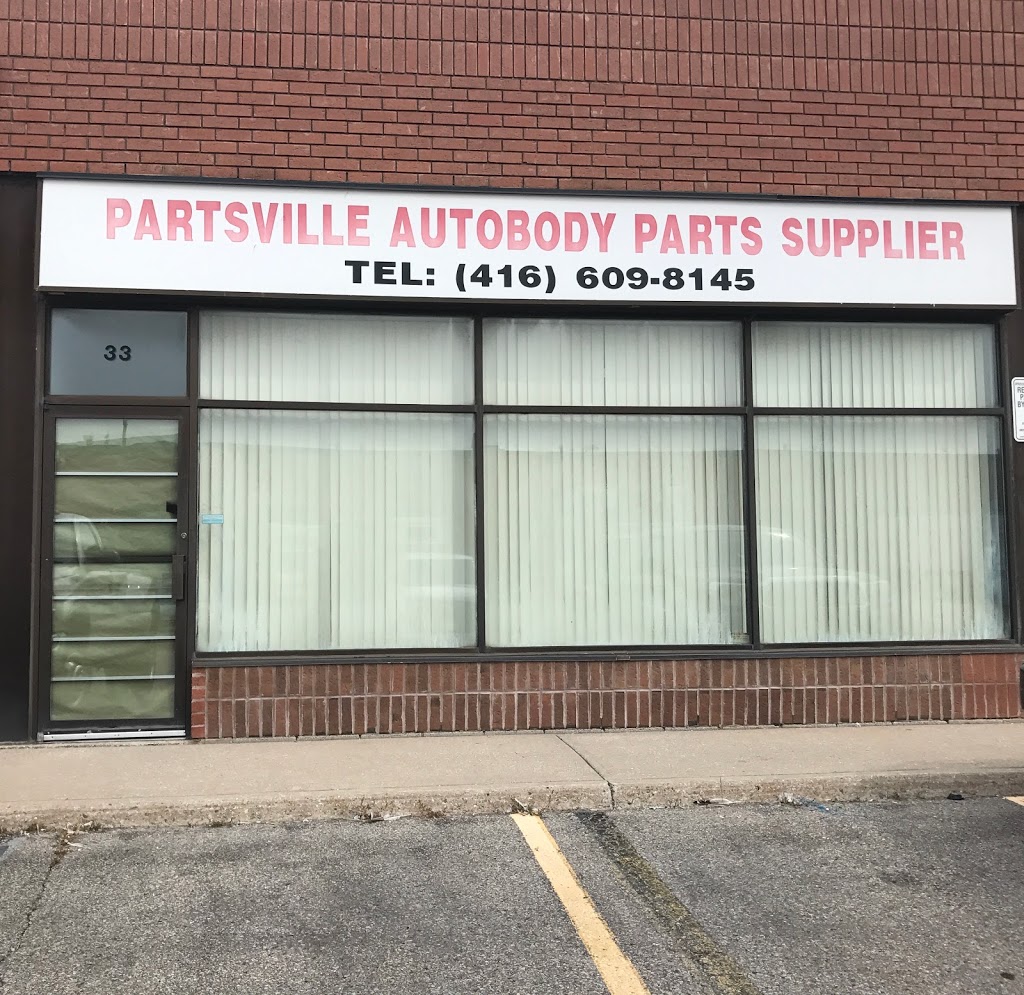 PARTSVILLE AUTOBODY PARTS SUPPLIER
TEL: (416) 609-8145
33